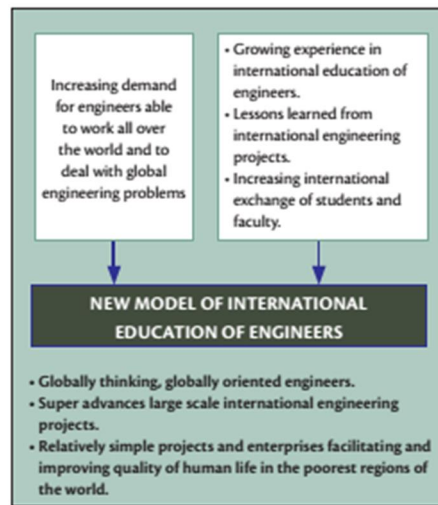 Increasing demand
for engineers able
to work all over
the world and to
deal with global
engineering problems
• Growing experience in
international education of
engineers.
• Lessons learned from
international engineering
projects.
• Increasing international
exchange of students and
faculty.
NEW MODEL OF INTERNATIONAL
EDUCATION OF ENGINEERS
• Globally thinking, globally oriented engineers.
• Super advances large scale international engineering
projects.
• Relatively simple projects and enterprises facilitating and
improving quality of human life in the poorest regions of
the world.